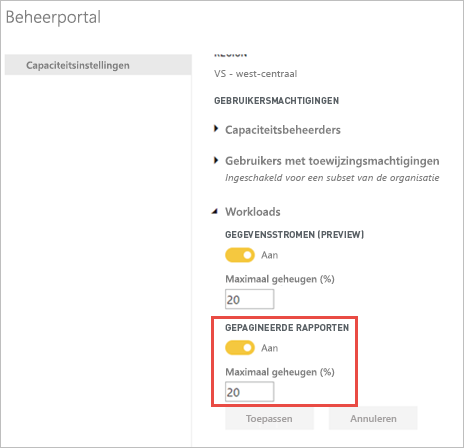 Beheerportal
Capaciteitsinstellingen
REGION
VS - west-centraal
GEBRUIKERSMACHTIGINGEN
Capaciteitsbeheerders
Gebruikers met toewijzingsmachtigingen
Ingeschakeld voor een subset van de organisatie
Workloads
GEGEVENSSTROMEN (PREVIEW)
Aan
Maximaal geheugen (%)
20
GEPAGINEERDE RAPPORTEN
Aan
Maximaal geheugen (%)
20
Toepassen Annuleren